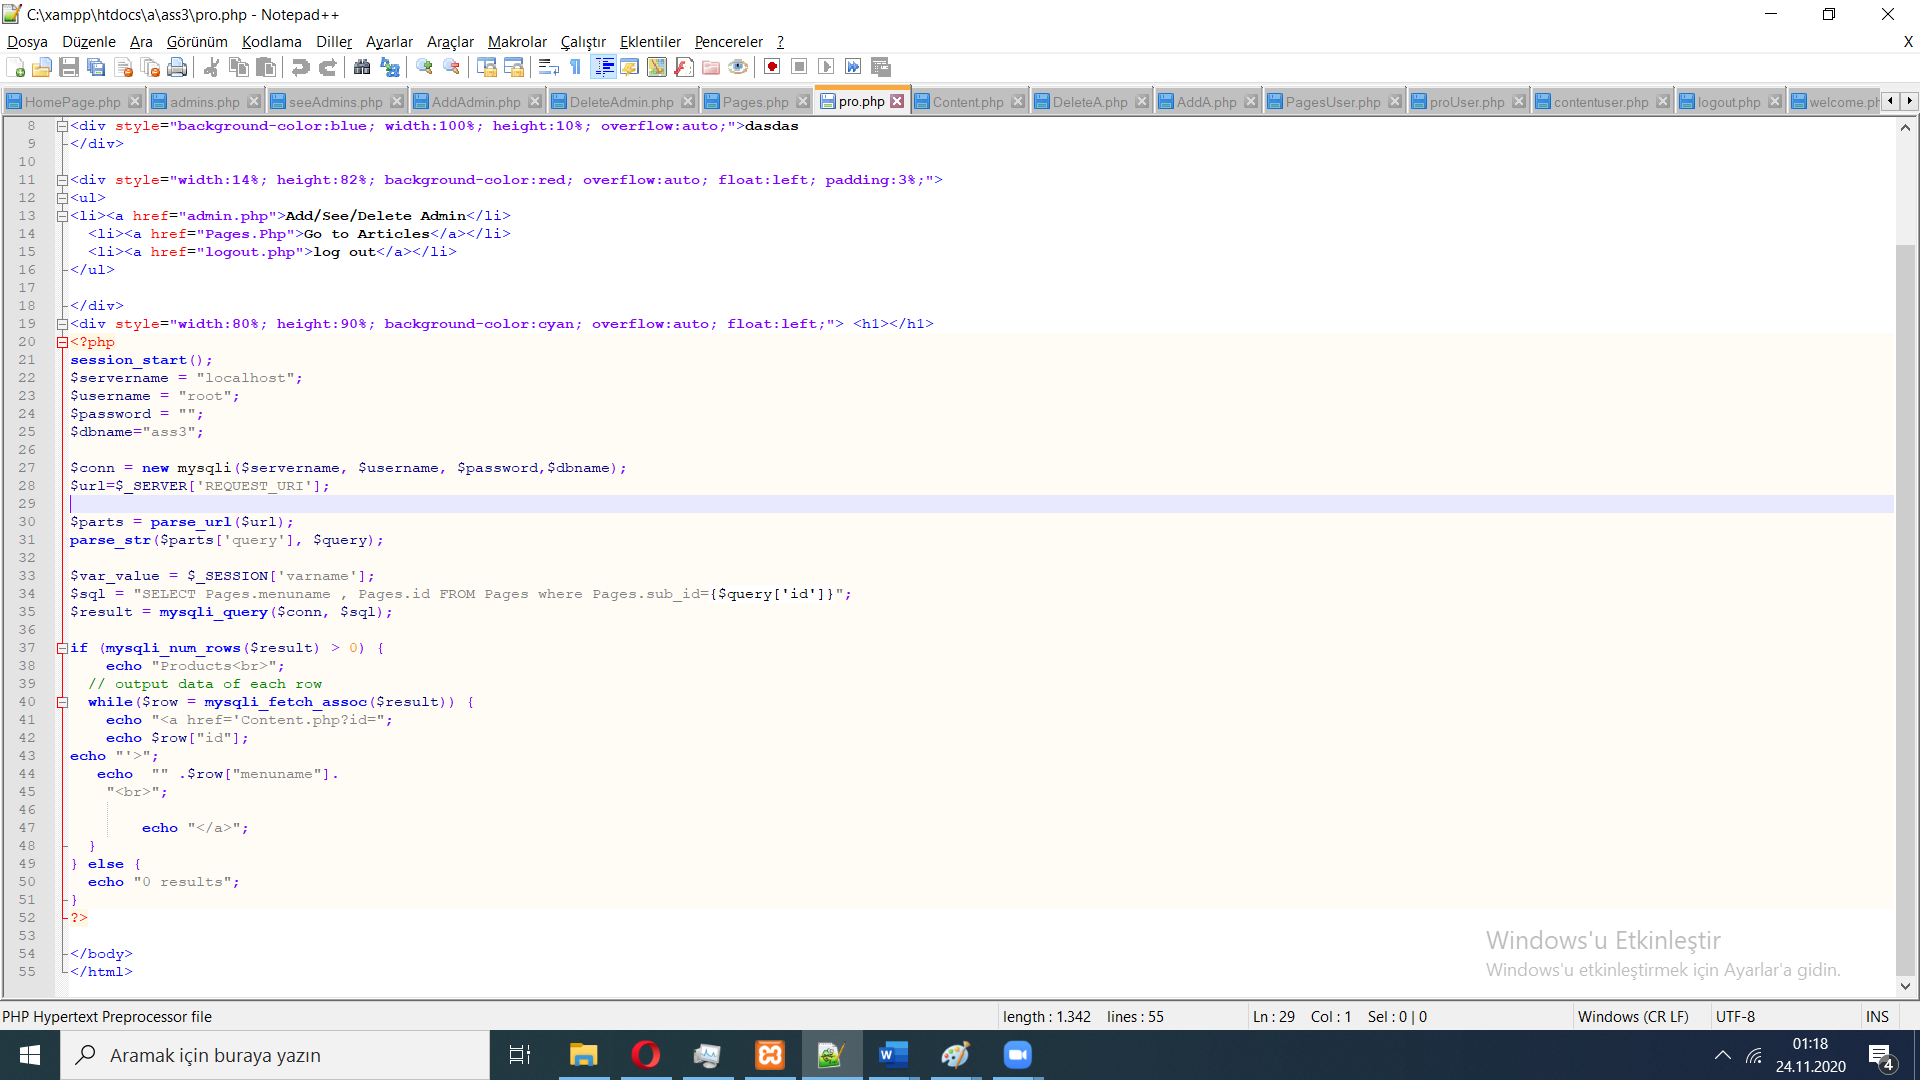 C:\xampp\htdocs\a\ass3\pro.php - Notepad++
Dosya Düzenle Ara Görünüm Kodlama Diller Ayarlar Araçlar Makrolar Çalıştır Eklentiler Pencereler ? X
HomePage.php admins.php seeAdmins.php AddAdmin.php DeleteAdmin.php Pages.php pro.php Content.php DeleteA.php AddA.php PagesUser.php proUser.php contentuser.php logout.php welcome.ph
8 <div style="background-color:blue; width:100%; height:10%; overflow:auto;">dasdas
9 </div>
10
11 <div style="width:14%; height:82%; background-color:red; overflow:auto; float:left; padding:3%;">
12 <ul>
13 <li><a href="admin.php">Add/See/Delete Admin</li>
14 <li><a href="Pages.Php">Go to Articles</a></li>
15 <li><a href="logout.php">log out</a></li>
16 </ul>
17
18 </div>
19 <div style="width:80%; height:90%; background-color:cyan; overflow:auto; float:left;"> <h1></h1>
20 <?php
21 session_start();
22 $servername = "localhost";
23 $username = "root";
24 $password = "";
25 $dbname="ass3";
26
27 $conn = new mysqli($servername, $username, $password,$dbname);
28 $url=$_SERVER['REQUEST_URI'];
29
30 $parts = parse_url($url);
31 parse_str($parts['query'], $query);
32
33 $var_value = $_SESSION['varname'];
34 $sql = "SELECT Pages.menuname , Pages.id FROM Pages where Pages.sub_id={$query['id']}";
35 $result = mysqli_query($conn, $sql);
36
37 if (mysqli_num_rows($result) > 0) {
38 echo "Products<br>";
39 // output data of each row
40 while($row = mysqli_fetch_assoc($result)) {
41 echo "<a href='Content.php?id=";
42 echo $row["id"];
43 echo "'>";
44 echo "" .$row["menuname"].
45 "<br>";
46
47 echo "</a>";
48 }
49 } else {
50 echo "0 results";
51 }
52 ?>
53
54 </body>
55 </html>
Windows'u Etkinleştir
Windows'u etkinleştirmek için Ayarlar'a gidin.
PHP Hypertext Preprocessor file length : 1.342 lines : 55 Ln : 29 Col : 1 Sel : 0 | 0 Windows (CR LF) UTF-8 INS
Aramak için buraya yazın
01:18
24.11.2020
4